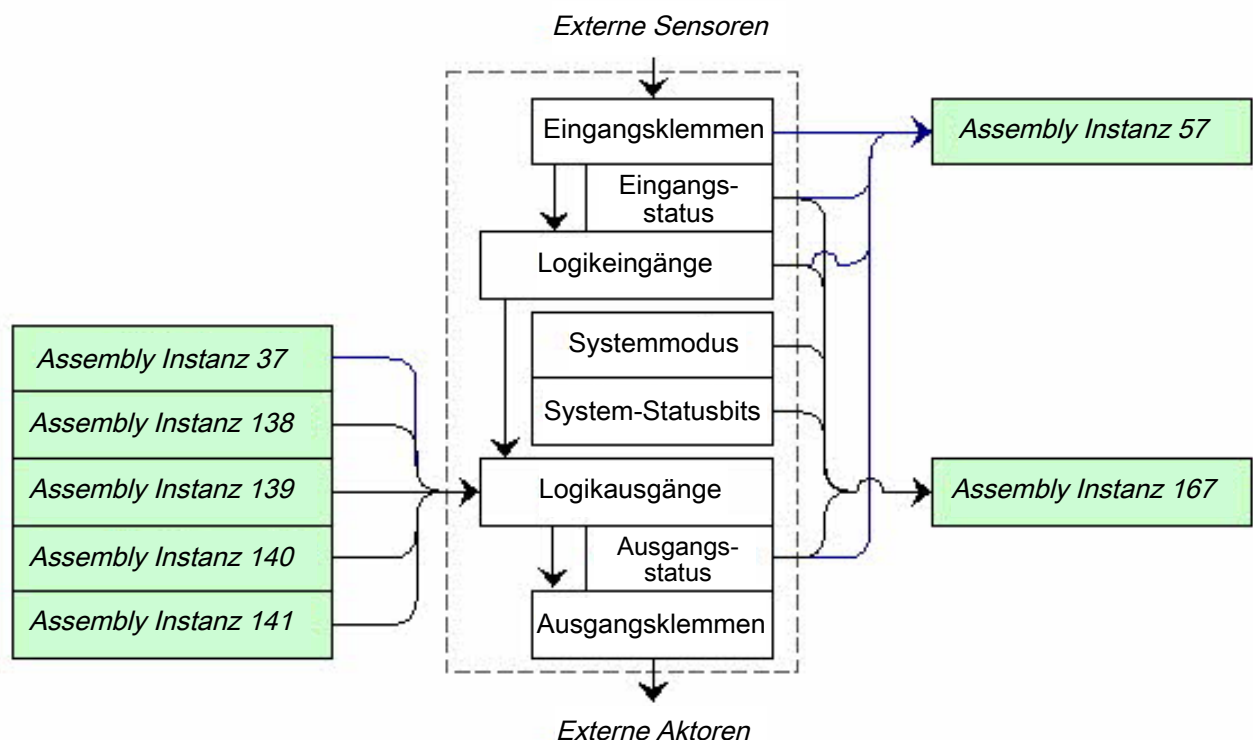 Externe Sensoren
Eingangsklemmen
Assembly Instanz 57
Eingangs-
status
Logikeingänge
Systemmodus
Assembly Instanz 37
System-Statusbits
Assembly Instanz 138
Assembly Instanz 139
Logikausgänge
Assembly Instanz 167
Assembly Instanz 140
Ausgangs-
status
Assembly Instanz 141
Ausgangsklemmen
Externe Aktoren